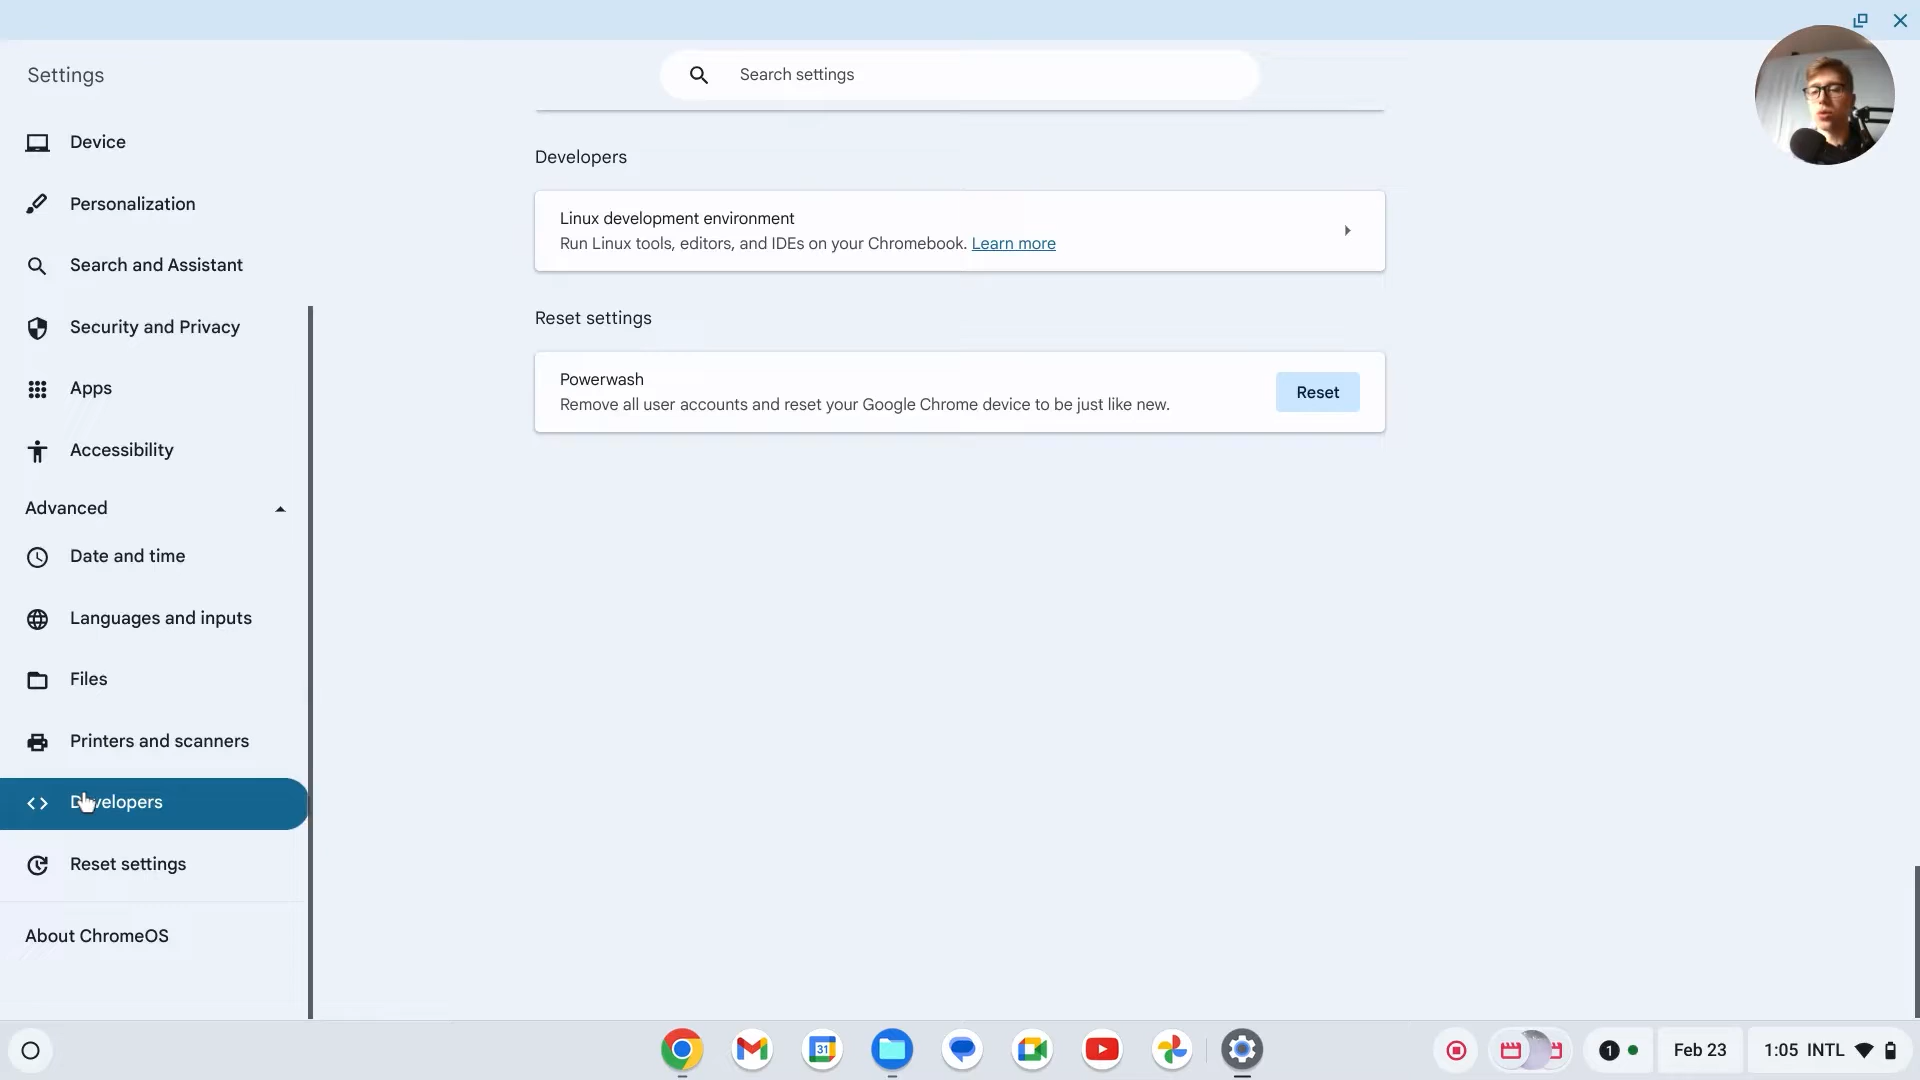 Settings
Search settings
Device
Personalization
Search and Assistant
Security and Privacy
Apps
Accessibility
Advanced
Date and time
Languages and inputs
Files
Printers and scanners
Developers
Reset settings
About ChromeOS
Developers
Linux development environment
Run Linux tools, editors, and IDEs on your Chromebook. Learn more
Reset settings
Powerwash
Remove all user accounts and reset your Google Chrome device to be just like new.
Reset
31
1
Feb 23
1:05 INTL